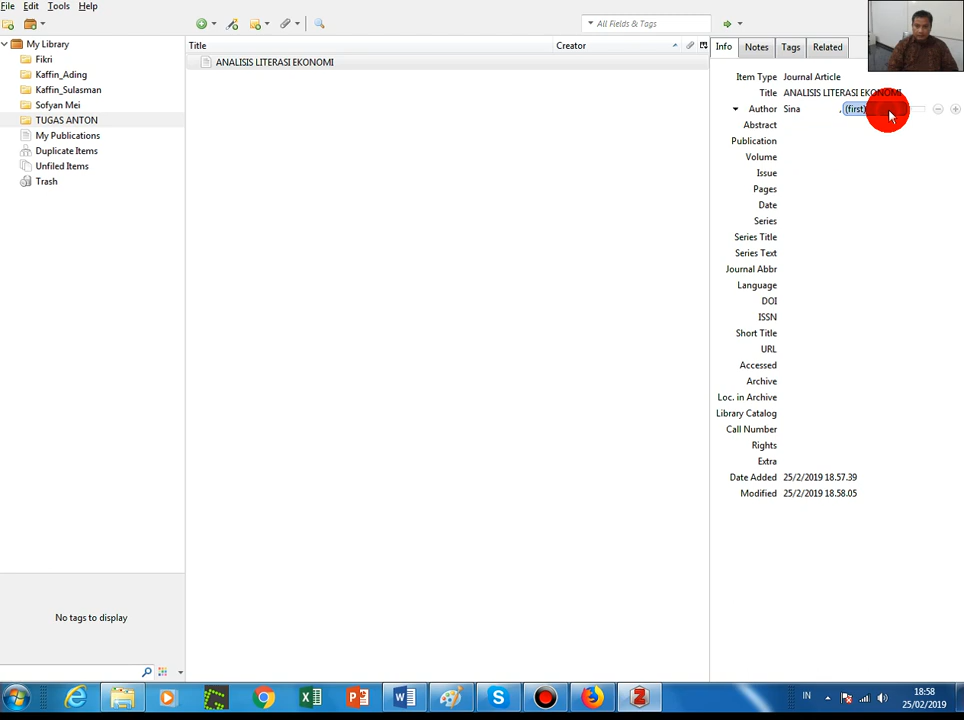 File Edit Tools Help
All Fields & Tags
My Library
Fikri
Kaffin_Ading
Kaffin_Sulasman
Sofyan Mei
TUGAS ANTON
My Publications
Duplicate Items
Unfiled Items
Trash
No tags to display
Title Creator
ANALISIS LITERASI EKONOMI
Info Notes Tags Related
Item Type Journal Article
Title ANALISIS LITERASI EKONOMI
Author Sina , (first)
Abstract
Publication
Volume
Issue
Pages
Date
Series
Series Title
Series Text
Journal Abbr
Language
DOI
ISSN
Short Title
URL
Accessed
Archive
Loc. in Archive
Library Catalog
Call Number
Rights
Extra
Date Added 25/2/2019 18.57.39
Modified 25/2/2019 18.58.05
IN
18:58
25/02/2019